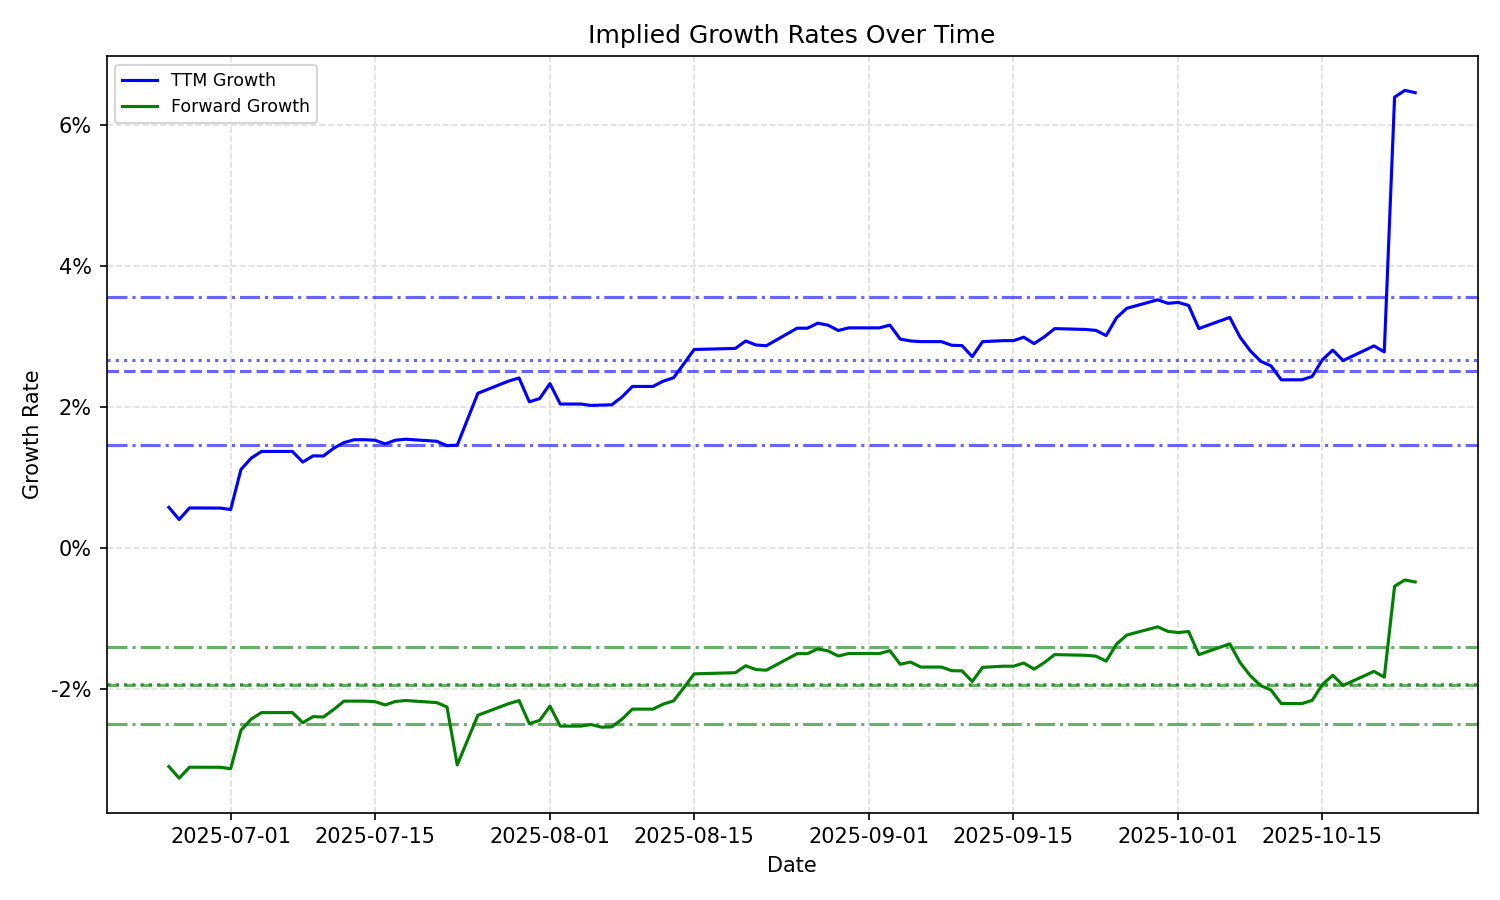 Implied Growth Rates Over Time
TTM Growth
Forward Growth
6%
4%
2%
0%
-2%
Growth Rate
2025-07-01 2025-07-15 2025-08-01 2025-08-15 2025-09-01 2025-09-15 2025-10-01 2025-10-15
Date